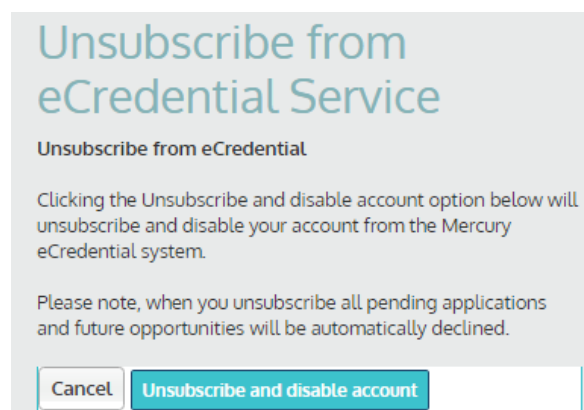 Unsubscribe from
eCredential Service
Unsubscribe from eCredential
Clicking the Unsubscribe and disable account option below will
unsubscribe and disable your account from the Mercury
eCredential system.
Please note, when you unsubscribe all pending applications
and future opportunities will be automatically declined.
Cancel Unsubscribe and disable account